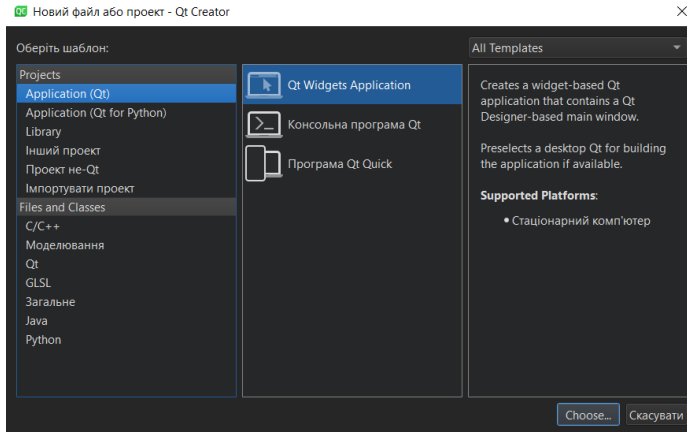 Новий файл або проект - Qt Creator
Оберіть шаблон:
All Templates
Projects
Application (Qt)
Application (Qt for Python)
Library
Інший проект
Проект не-Qt
Імпортувати проект
Files and Classes
C/C++
Моделювання
Qt
GLSL
Загальне
Java
Python
Qt Widgets Application
Консольна програма Qt
Програма Qt Quick
Creates a widget-based Qt
application that contains a Qt
Designer-based main window.
Preselects a desktop Qt for building
the application if available.
Supported Platforms:
• Стаціонарний комп'ютер
Choose...
Скасувати